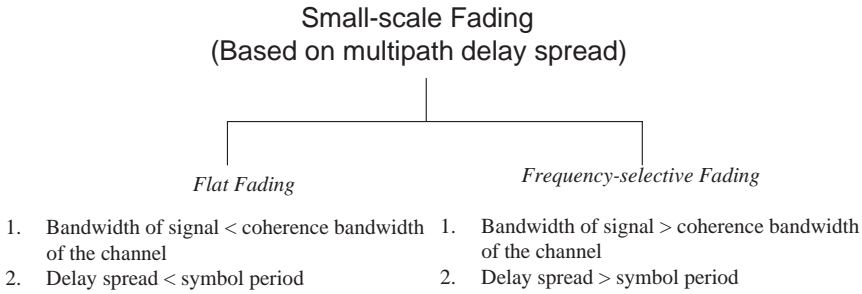 Small-scale Fading
(Based on multipath delay spread)
Flat Fading
Frequency-selective Fading
1. Bandwidth of signal < coherence bandwidth
of the channel
2. Delay spread < symbol period
1. Bandwidth of signal > coherence bandwidth
of the channel
2. Delay spread > symbol period